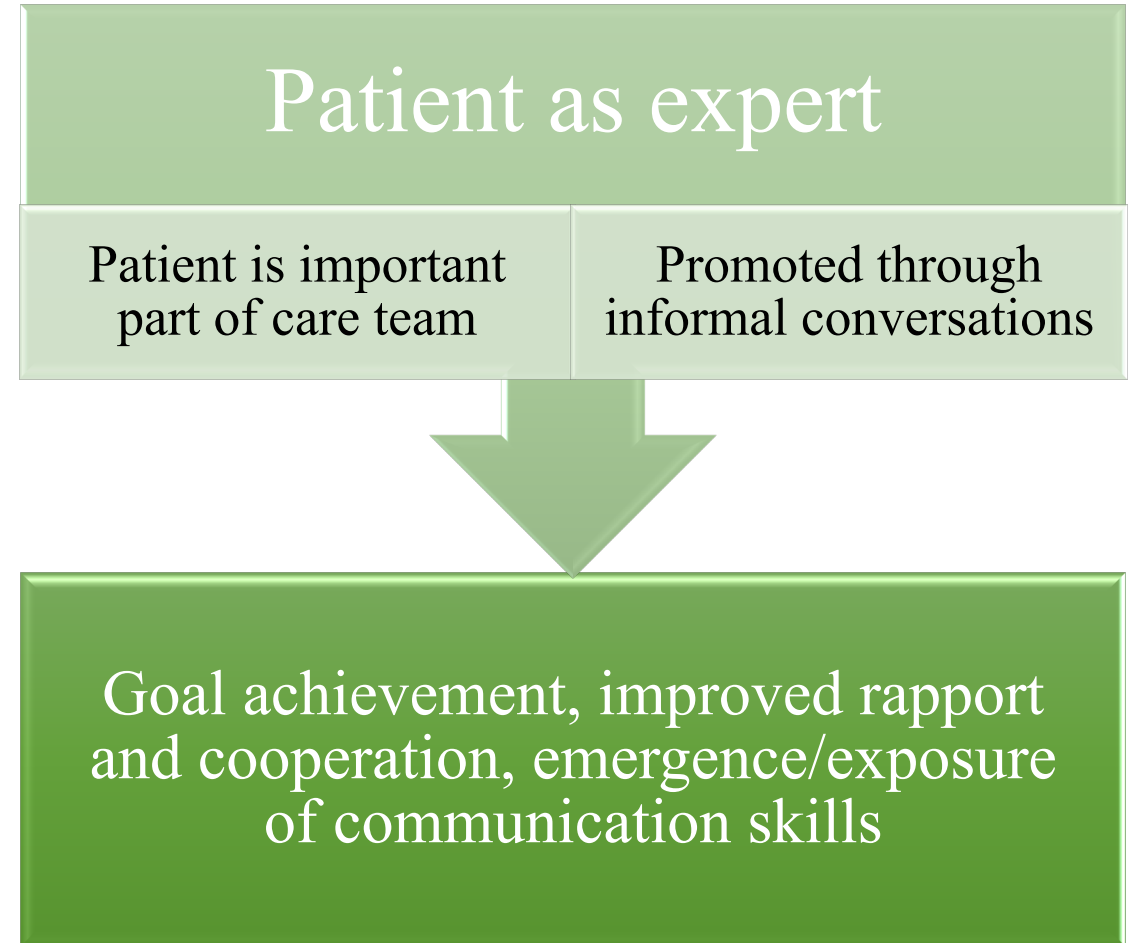 Patient as expert
Patient is important
part of care team
Promoted through
informal conversations
Goal achievement, improved rapport
and cooperation, emergence/exposure
of communication skills